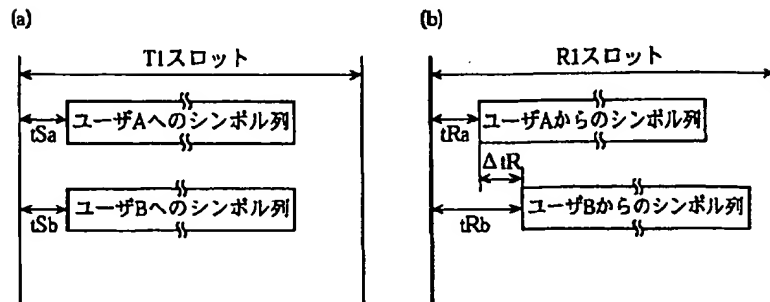 (a)
T1スロット
tSa
ユーザAへのシンボル列
tSb
ユーザBへのシンボル列
(b)
R1スロット
tRa
ユーザAからのシンボル列
ΔtR
tRb
ユーザBからのシンボル列